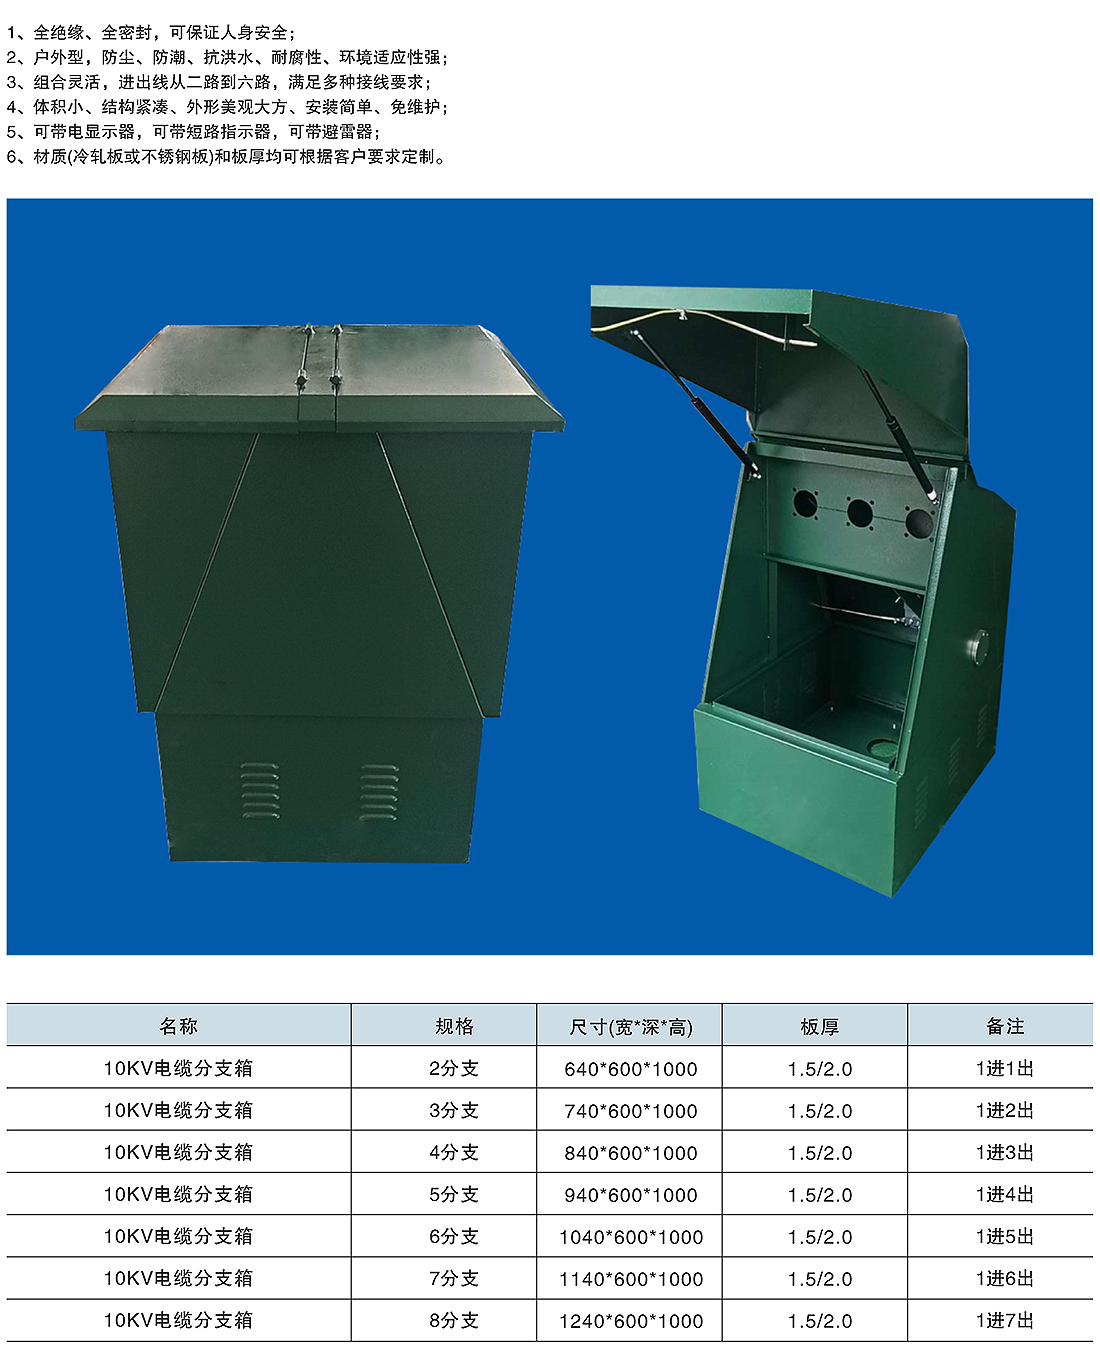 1、全绝缘、全密封，可保证人身安全；
2、户外型，防尘、防潮、抗洪水、耐腐性、环境适应性强；
3、组合灵活，进出线从二路到六路，满足多种接线要求；
4、体积小、结构紧凑、外形美观大方、安装简单、免维护；
5、可带电显示器，可带短路指示器，可带避雷器；
6、材质(冷轧板或不锈钢板)和板厚均可根据客户要求定制。
名称 规格 尺寸(宽*深*高) 板厚 备注
10KV电缆分支箱 2分支 640*600*1000 1.5/2.0 1进1出
10KV电缆分支箱 3分支 740*600*1000 1.5/2.0 1进2出
10KV电缆分支箱 4分支 840*600*1000 1.5/2.0 1进3出
10KV电缆分支箱 5分支 940*600*1000 1.5/2.0 1进4出
10KV电缆分支箱 6分支 1040*600*1000 1.5/2.0 1进5出
10KV电缆分支箱 7分支 1140*600*1000 1.5/2.0 1进6出
10KV电缆分支箱 8分支 1240*600*1000 1.5/2.0 1进7出